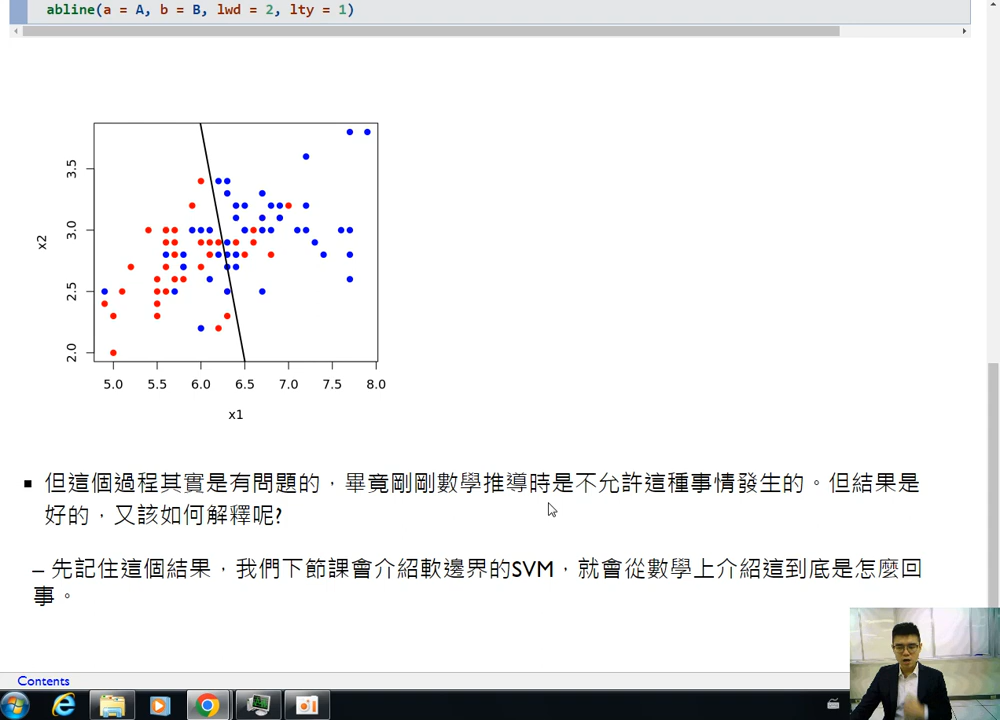 abline(a = A, b = B, lwd = 2, lty = 1)
3.5
3.0
2.5
2.0
x2
5.0 5.5 6.0 6.5 7.0 7.5 8.0
x1
但這個過程其實是有問題的，畢竟剛剛數學推導時是不允許這種事情發生的。但結果是
好的，又該如何解釋呢?
– 先記住這個結果，我們下節課會介紹軟邊界的SVM，就會從數學上介紹這到底是怎麼回
事。
Contents